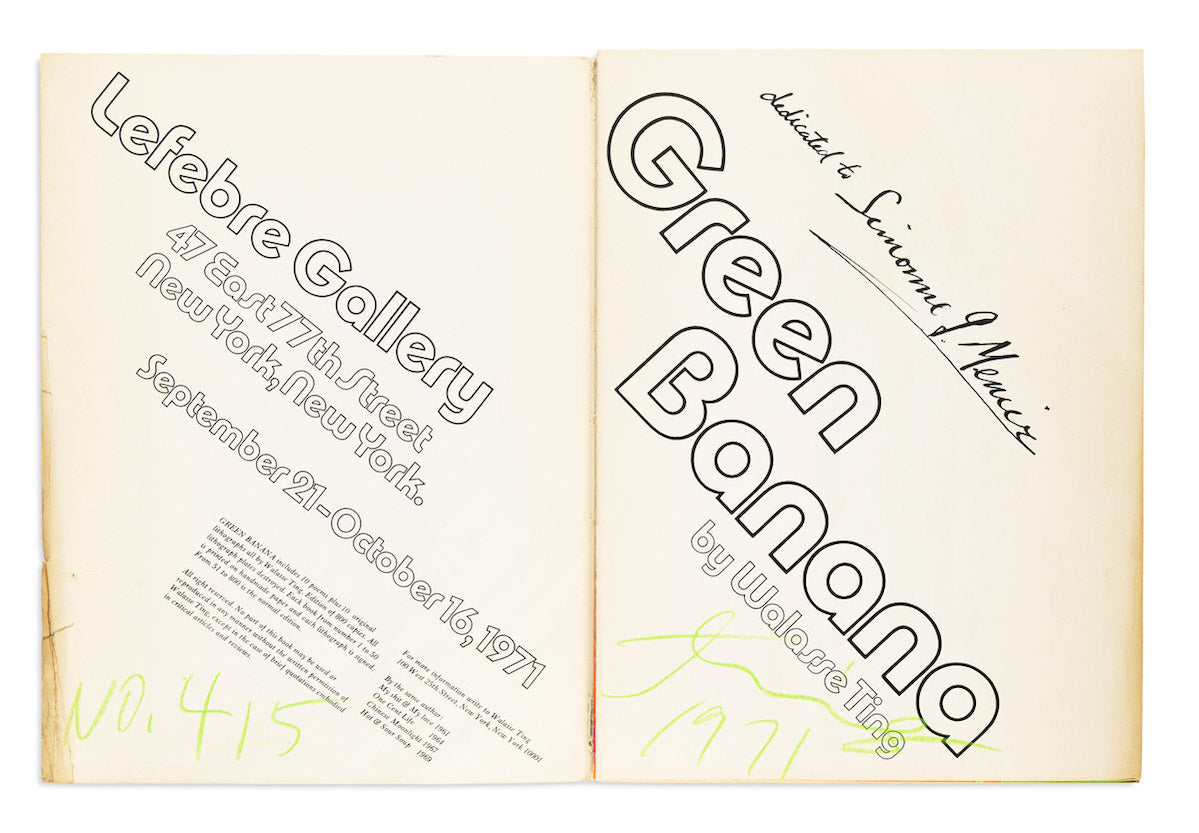 Lefebre Gallery
47 East 77th Street
New York, New York.
September 21-October 16, 1971
GREEN BANANA includes 10 poems plus 10 original
lithographs all by Walasse Ting. Edition of 800 copies. All
lithograph plates destroyed. Each book from number 1 to 50
is printed on handmade paper and each lithograph is signed.
From 51 to 800 is the normal edition.
All right reserved. No part of this book may be used or
reproduced in any manner without the written permission of
Walasse Ting, except in the case of brief quotations embodied
in critical articles and reviews.
For more information write to Walasse Ting
100 West 25th Street, New York, New York 10001
By the same author:
My shit & My love 1961
One Cent Life 1964
Chinese Moonlight 1967
Hot & Sour Soup 1969
NO. 415
dedicated to Simone J.
Green
Banana
by Walassé Ting
1971